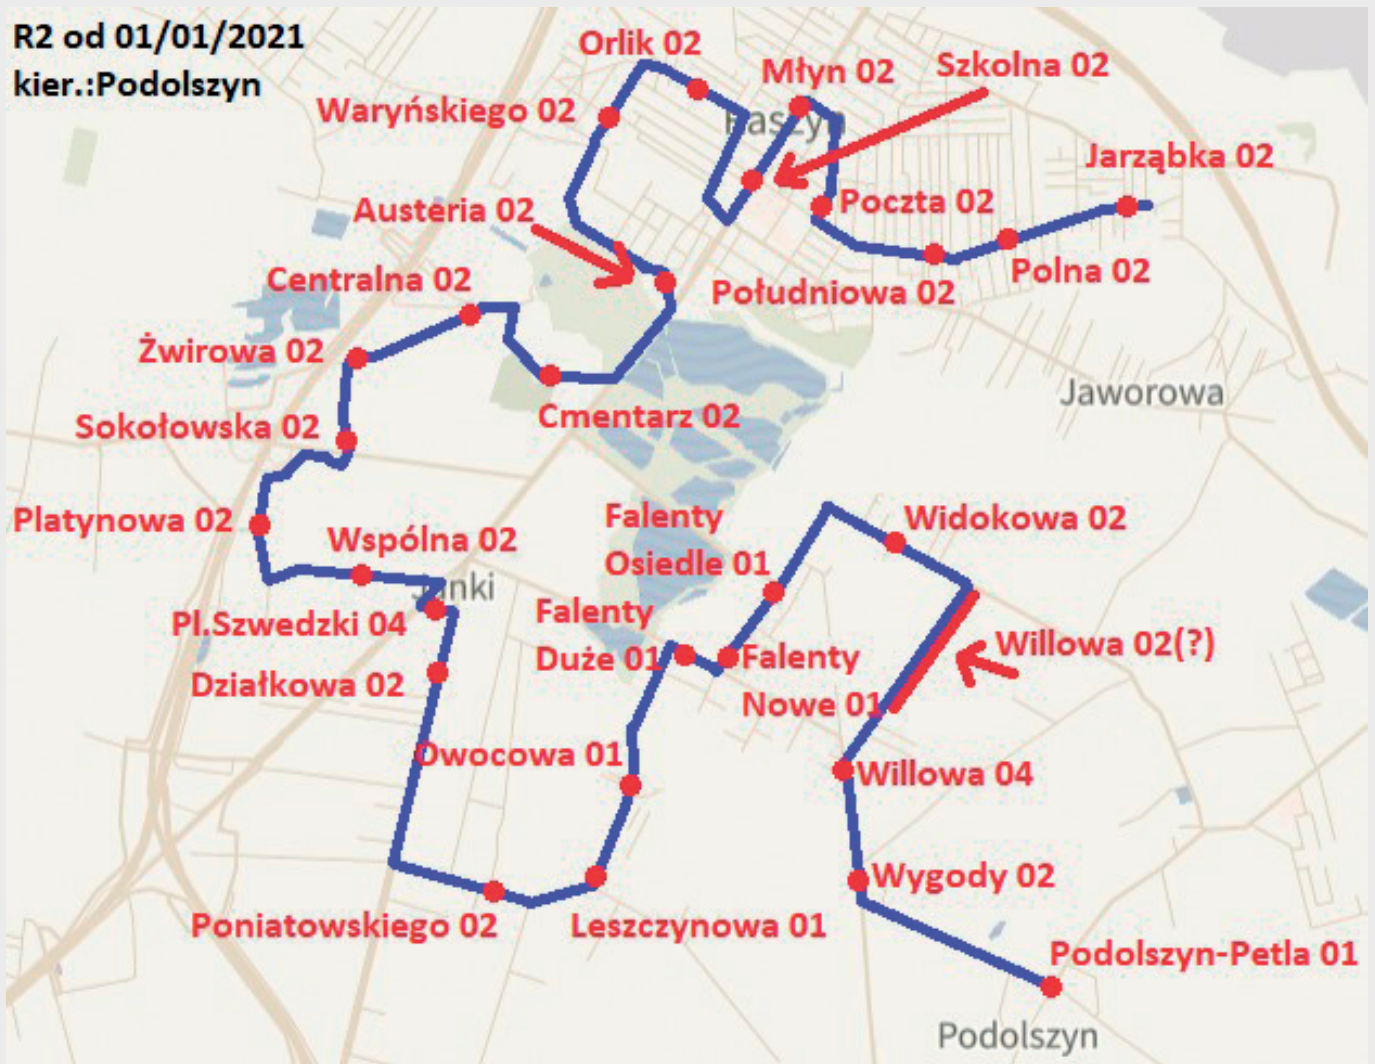 R2 od 01/01/2021
kier.:Podolszyn
Orlik 02
Młyn 02
Szkolna 02
Waryńskiego 02
Raszyn
Jarząbka 02
Austeria 02
Poczta 02
Centralna 02
Polna 02
Południowa 02
Żwirowa 02
Jaworowa
Cmentarz 02
Sokołowska 02
Platynowa 02
Falenty
Osiedle 01
Widokowa 02
Wspólna 02
Janki
Pl.Szwedzki 04
Falenty
Duże 01
Falenty
Nowe 01
Willowa 02(?)
Działkowa 02
Owocowa 01
Willowa 04
Wygody 02
Poniatowskiego 02
Leszczynowa 01
Podolszyn-Petla 01
Podolszyn